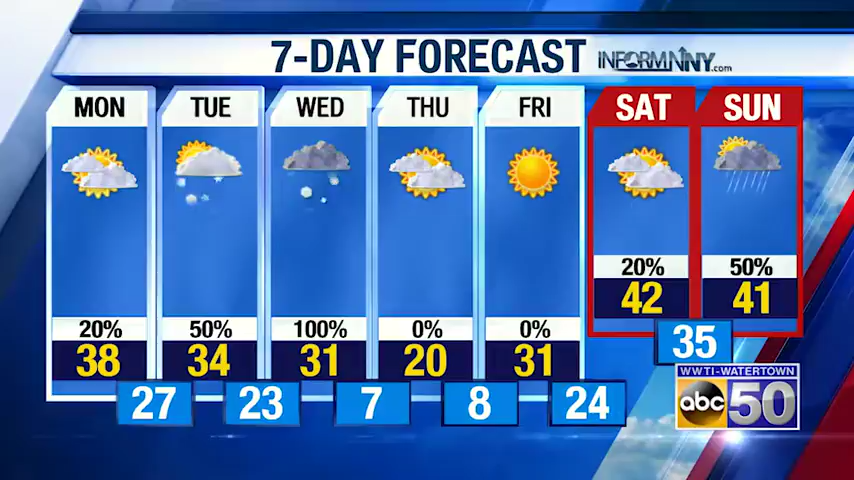 7-DAY FORECAST
INFORMNNY.com
MON TUE WED THU FRI SAT SUN
20% 50%
42 41
20% 50% 100% 0% 0%
38 34 31 20 31
35
27 23 7 8 24
WWTI-WATERTOWN
abc 50